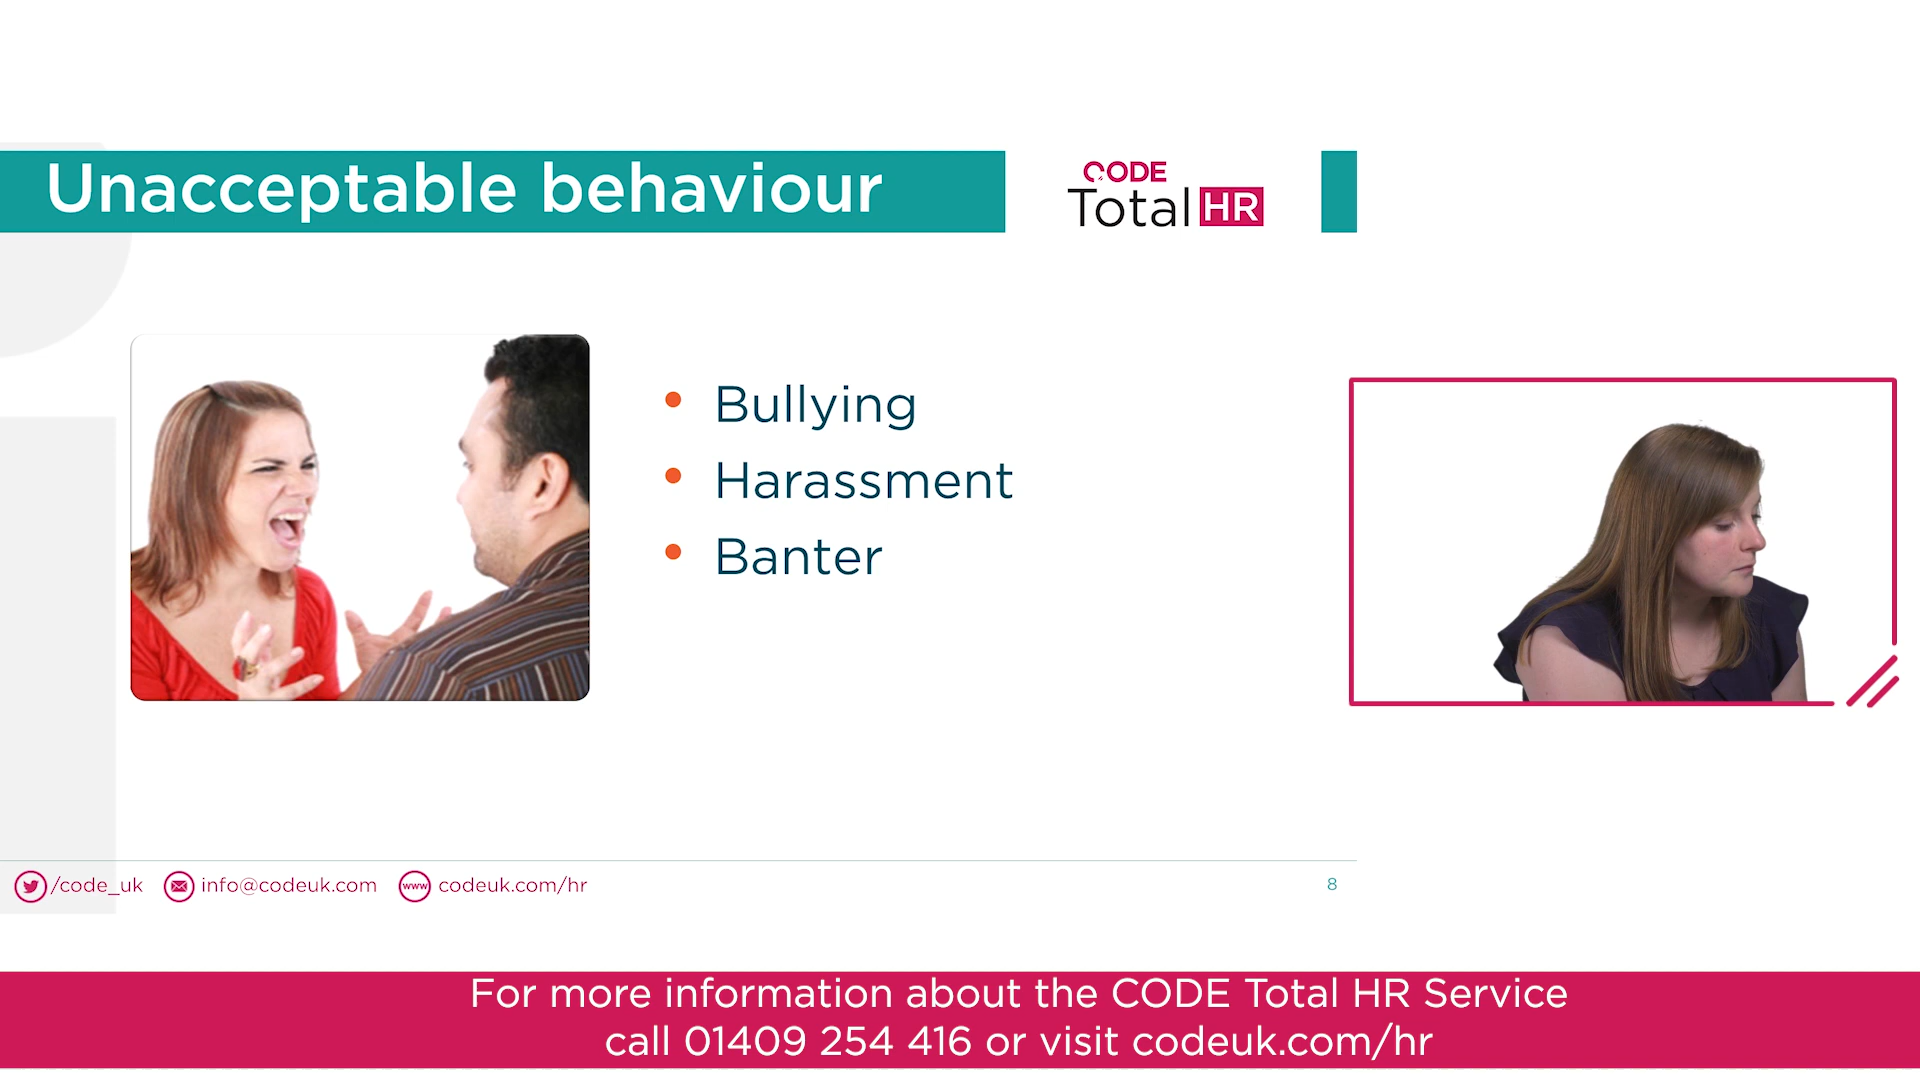 Unacceptable behaviour
CODE
Total HR
• Bullying
• Harassment
• Banter
/code_uk info@codeuk.com www codeuk.com/hr
8
For more information about the CODE Total HR Service
call 01409 254 416 or visit codeuk.com/hr